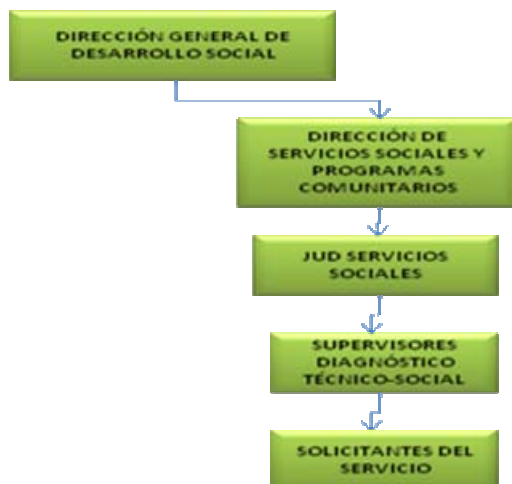 DIRECCIÓN GENERAL DE
DESARROLLO SOCIAL
DIRECCIÓN DE
SERVICIOS SOCIALES Y
PROGRAMAS
COMUNITARIOS
JUD SERVICIOS
SOCIALES
SUPERVISORES
DIAGNÓSTICO
TÉCNICO-SOCIAL
SOLICITANTES DEL
SERVICIO